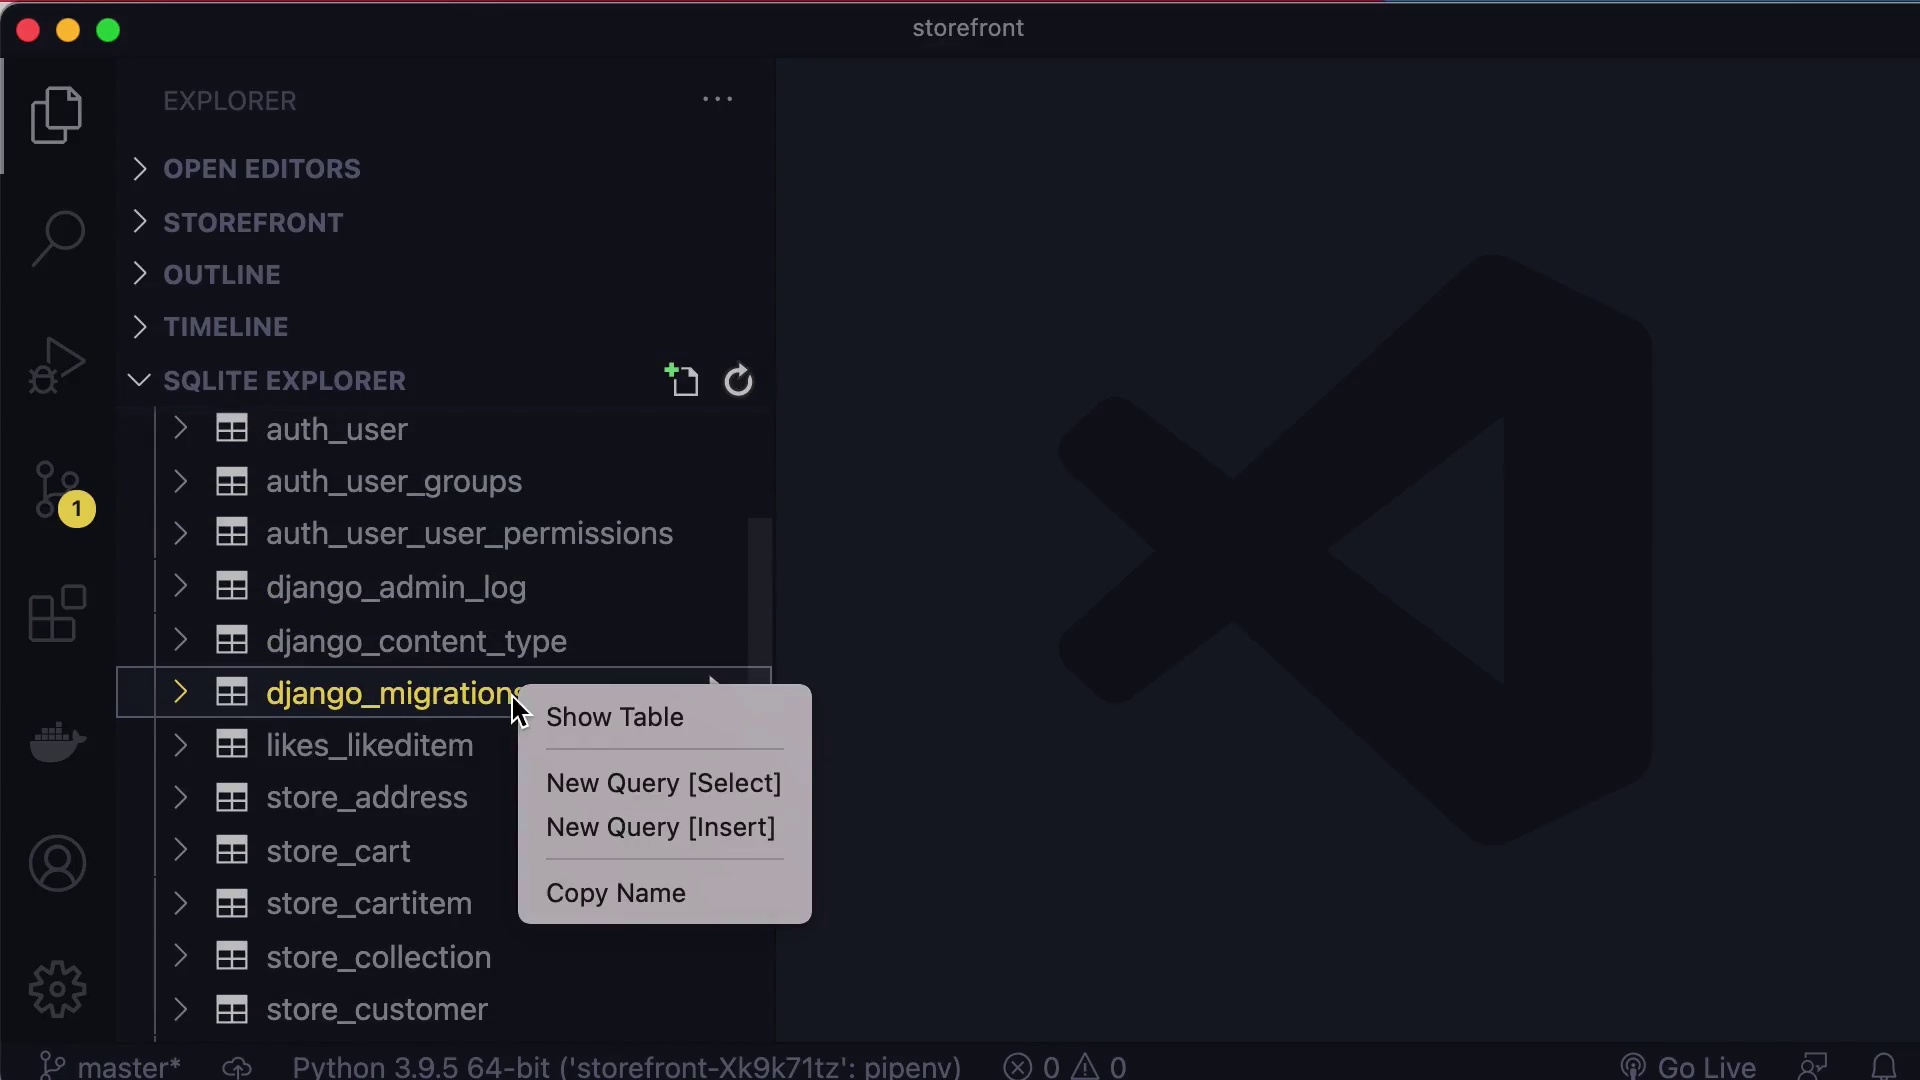 storefront
EXPLORER
OPEN EDITORS
STOREFRONT
OUTLINE
TIMELINE
SQLITE EXPLORER
auth_user
auth_user_groups
1
auth_user_user_permissions
django_admin_log
django_content_type
django_migrations
Show Table
likes_likeditem
New Query [Select]
store_address
New Query [Insert]
store_cart
Copy Name
store_cartitem
store_collection
store_customer
master* Python 3.9.5 64-bit ('storefront-Xk9k71tz': pipenv) 0 0 Go Live